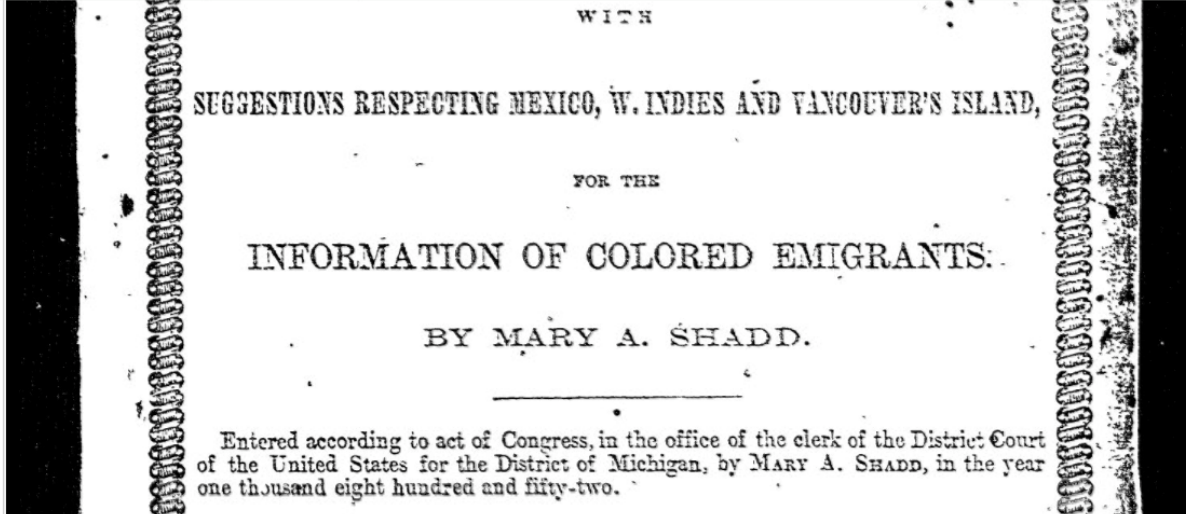 WITH
SUGGESTIONS RESPECTING MEXICO, W. INDIES AND VANCOUVER'S ISLAND,
FOR THE
INFORMATION OF COLORED EMIGRANTS.
BY MARY A. SHADD.
Entered according to act of Congress, in the office of the clerk of the District Court
of the United States for the District of Michigan, by MARY A. SHADD, in the year
one thousand eight hundred and fifty-two.